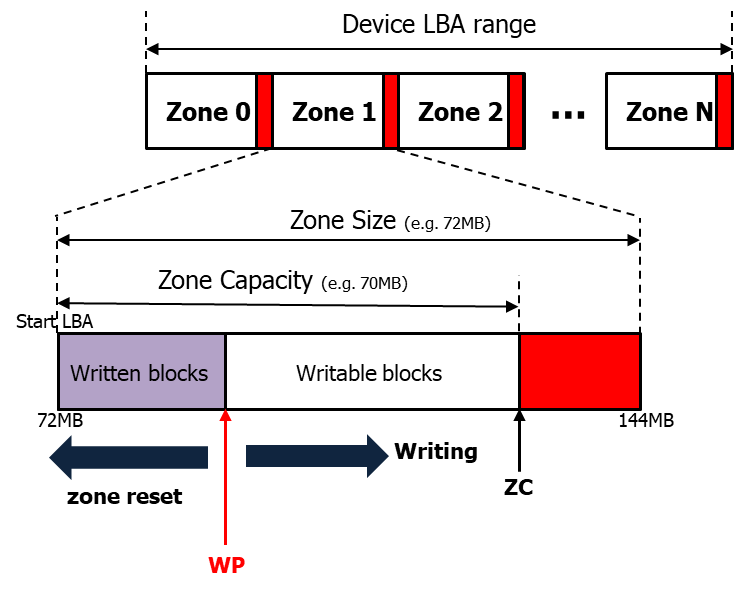 Device LBA range
Zone 0 Zone 1 Zone 2 ... Zone N
Zone Size (e.g. 72MB)
Zone Capacity (e.g. 70MB)
Start LBA
Written blocks Writable blocks
72MB 144MB
Writing
zone reset ZC
WP